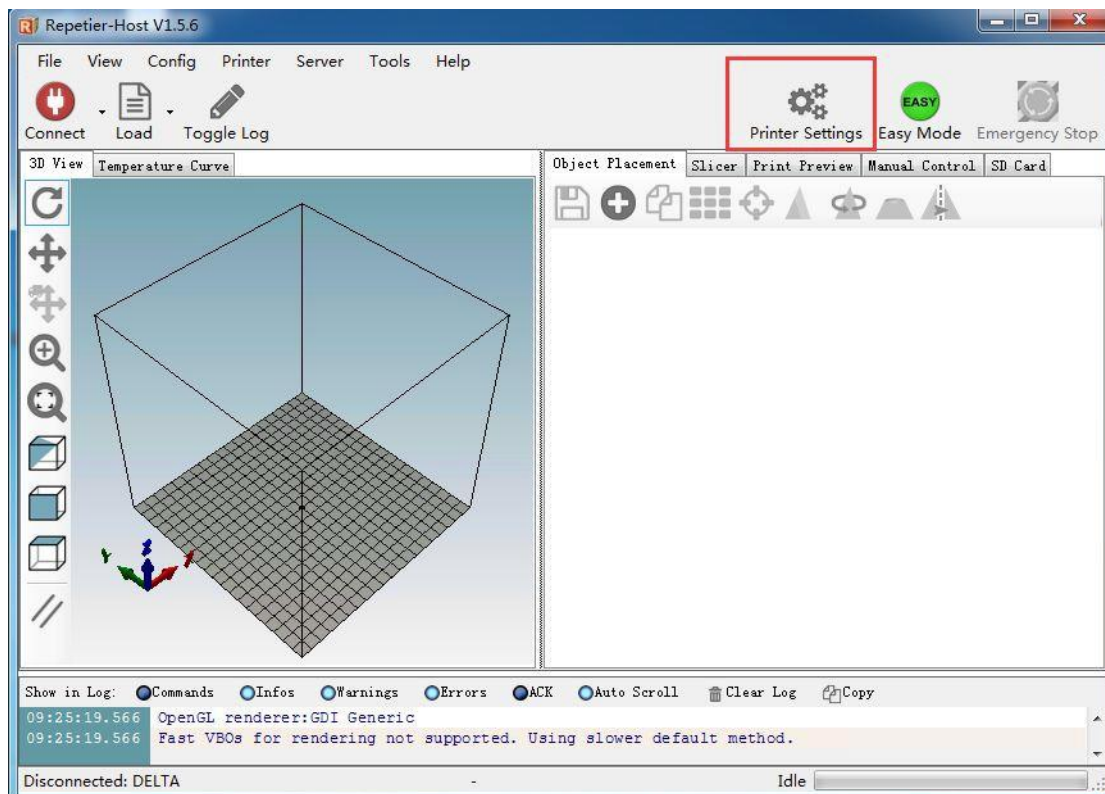 Repetier-Host V1.5.6
File View Config Printer Server Tools Help
Connect Load Toggle Log Printer Settings EASY Easy Mode Emergency Stop
3D View Temperature Curve Object Placement Slicer Print Preview Manual Control SD Card
Y Z X
Show in Log: Commands Infos Warnings Errors ACK Auto Scroll Clear Log Copy
09:25:19.566 OpenGL renderer:GDI Generic
09:25:19.566 Fast VBOs for rendering not supported. Using slower default method.
Disconnected: DELTA - Idle